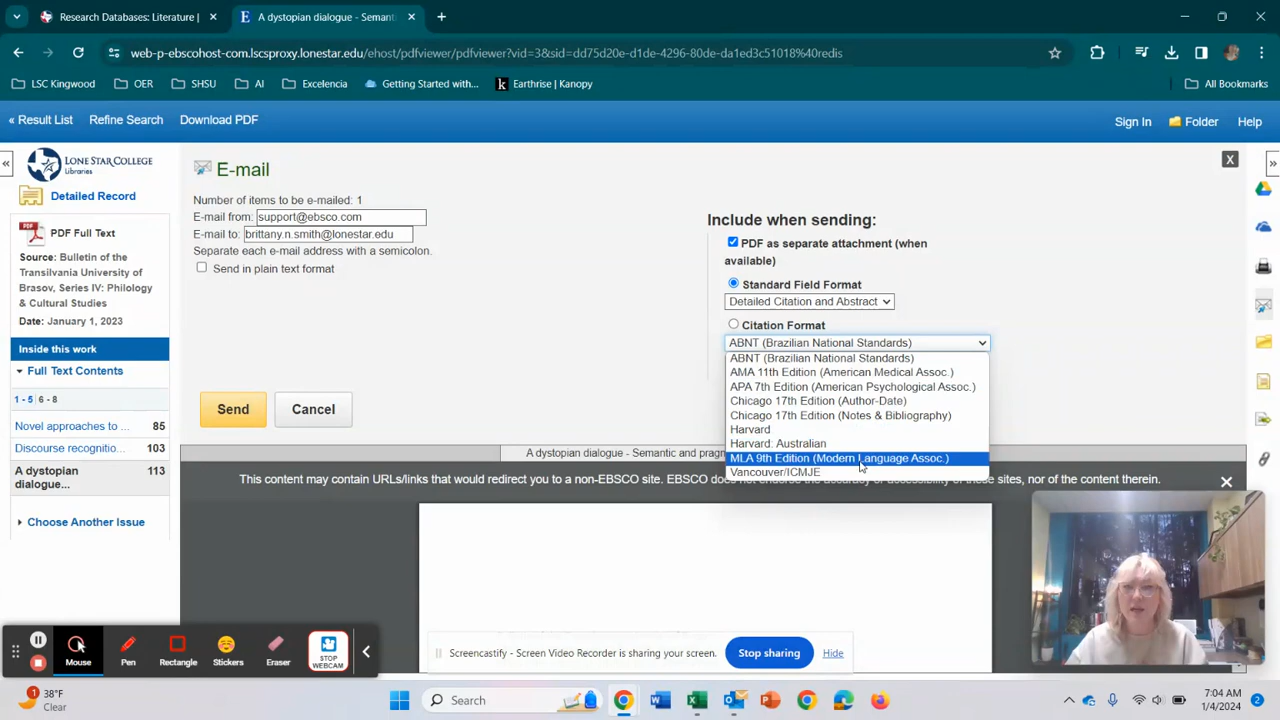 Research Databases: Literature |
A dystopian dialogue - Semanti
web-p-ebscohost-com.lscsproxy.lonestar.edu/ehost/pdfviewer/pdfviewer?vid=3&sid=dd75d20e-d1de-4296-80de-da1ed3c51018%40redis
LSC Kingwood
OER
SHSU
AI
Excelencia
Getting Started with...
Earthrise | Kanopy
All Bookmarks
« Result List
Refine Search
Download PDF
Sign In
Folder
Help
LONE STAR COLLEGE
Libraries
Detailed Record
PDF Full Text
Source: Bulletin of the
Transilvania University of
Brasov, Series IV: Philology
& Cultural Studies
Date: January 1, 2023
Inside this work
Full Text Contents
1 - 5 | 6 - 8
Novel approaches to ... 85
Discourse recognitio... 103
A dystopian
dialogue... 113
Choose Another Issue
E-mail
Number of items to be e-mailed: 1
E-mail from: support@ebsco.com
E-mail to: brittany.n.smith@lonestar.edu
Separate each e-mail address with a semicolon.
Send in plain text format
Send
Cancel
X
Include when sending:
PDF as separate attachment (when
available)
Standard Field Format
Detailed Citation and Abstract
Citation Format
ABNT (Brazilian National Standards)
ABNT (Brazilian National Standards)
AMA 11th Edition (American Medical Assoc.)
APA 7th Edition (American Psychological Assoc.)
Chicago 17th Edition (Author-Date)
Chicago 17th Edition (Notes & Bibliography)
Harvard
Harvard: Australian
MLA 9th Edition (Modern Language Assoc.)
Vancouver/ICMJE
A dystopian dialogue - Semantic and prag
This content may contain URLs/links that would redirect you to a non-EBSCO site. EBSCO does not endorse the accuracy or accessibility of these sites, nor of the content therein.
Mouse
Pen
Rectangle
Stickers
Eraser
STOP
WEBCAM
Screencastify - Screen Video Recorder is sharing your screen.
Stop sharing
Hide
1
38°F
Clear
Search
7:04 AM
1/4/2024
2